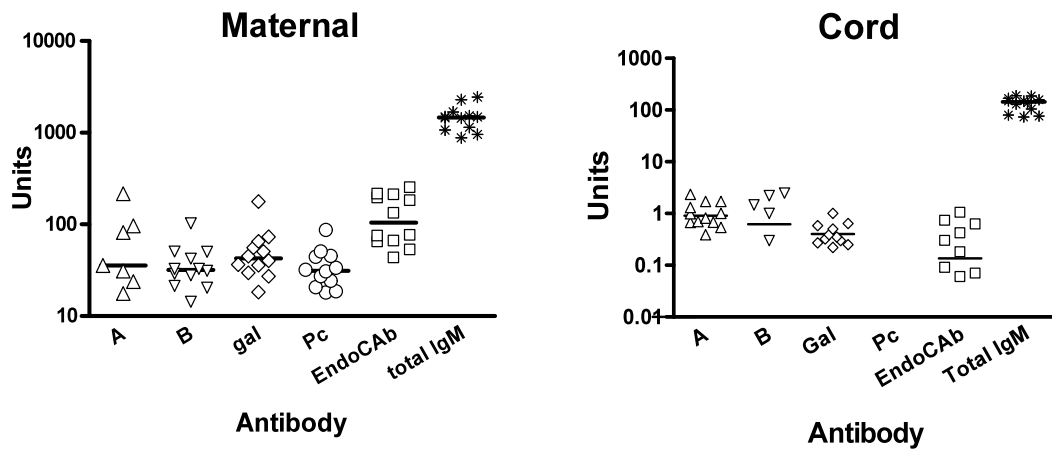 Maternal
10000
1000
100
10
Units
A
B
gal
Pc
EndoCAb
total IgM
Antibody
Cord
1000
100
10
1
0.1
0.01
Units
A
B
Gal
Pc
EndoCAb
Total IgM
Antibody